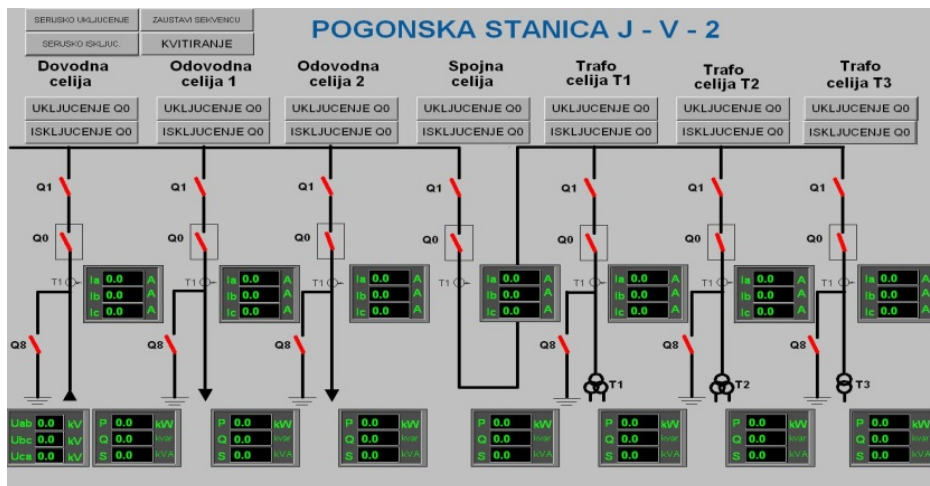 SERIJSKO UKLJUCENJE ZAUSTAVI SEKVENCU
SERIJSKO ISKLJUC. KVITIRANJE
POGONSKA STANICA J - V - 2
Dovodna celija
Odovodna celija 1
Odovodna celija 2
Spojna celija
Trafo celija T1
Trafo celija T2
Trafo celija T3
UKLJUCENJE Q0 UKLJUCENJE Q0 UKLJUCENJE Q0 UKLJUCENJE Q0 UKLJUCENJE Q0 UKLJUCENJE Q0 UKLJUCENJE Q0
ISKLJUCENJE Q0 ISKLJUCENJE Q0 ISKLJUCENJE Q0 ISKLJUCENJE Q0 ISKLJUCENJE Q0 ISKLJUCENJE Q0 ISKLJUCENJE Q0
Q1 Q1 Q1 Q1 Q1 Q1 Q1
Q0 Q0 Q0 Q0 Q0 Q0 Q0
T1 T1 T1 T1 T1 T1 T1
Ia 0.0 A Ia 0.0 A Ia 0.0 A Ia 0.0 A Ia 0.0 A Ia 0.0 A Ia 0.0 A
Ib 0.0 A Ib 0.0 A Ib 0.0 A Ib 0.0 A Ib 0.0 A Ib 0.0 A Ib 0.0 A
Ic 0.0 A Ic 0.0 A Ic 0.0 A Ic 0.0 A Ic 0.0 A Ic 0.0 A Ic 0.0 A
Q8 Q8 Q8 Q8 Q8 Q8
T1 T2 T3
Uab 0.0 kV P 0.0 kW P 0.0 kW P 0.0 kW P 0.0 kW P 0.0 kW P 0.0 kW P 0.0 kW
Ubc 0.0 kV Q 0.0 kvar Q 0.0 kvar Q 0.0 kvar Q 0.0 kvar Q 0.0 kvar Q 0.0 kvar Q 0.0 kvar
Uca 0.0 kV S 0.0 kVA S 0.0 kVA S 0.0 kVA S 0.0 kVA S 0.0 kVA S 0.0 kVA S 0.0 kVA